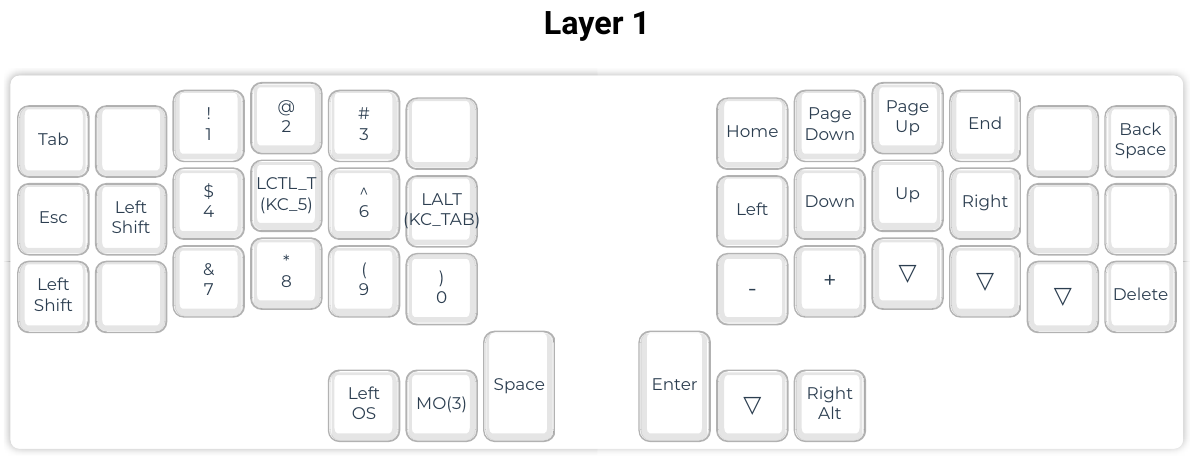 Layer 1
Tab
!
1
@
2
#
3
Home
Page
Down
Page
Up
End
Back
Space
Esc
Left
Shift
$
4
LCTL_T
(KC_5)
^
6
LALT
(KC_TAB)
Left
Down
Up
Right
Left
Shift
&
7
*
8
(
9
)
0
-
+
▽
▽
▽
Delete
Left
OS
MO(3)
Space
Enter
▽
Right
Alt